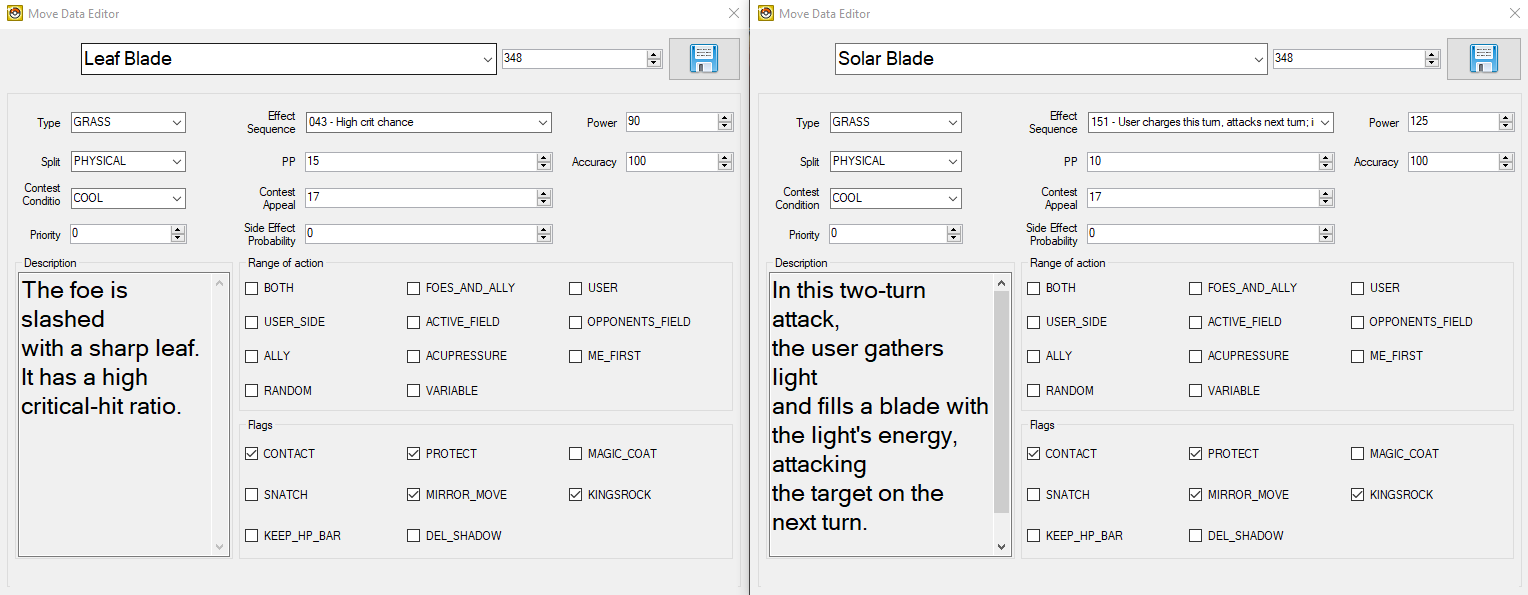 Move Data Editor
Leaf Blade
348
Type
GRASS
Effect
Sequence
043 - High crit chance
Power
90
Split
PHYSICAL
PP
15
Accuracy
100
Contest
Conditio
COOL
Contest
Appeal
17
Priority
0
Side Effect
Probability
0
Description
The foe is
slashed
with a sharp leaf.
It has a high
critical-hit ratio.
Range of action
BOTH
FOES_AND_ALLY
USER
USER_SIDE
ACTIVE_FIELD
OPPONENTS_FIELD
ALLY
ACUPRESSURE
ME_FIRST
RANDOM
VARIABLE
Flags
CONTACT
PROTECT
MAGIC_COAT
SNATCH
MIRROR_MOVE
KINGSROCK
KEEP_HP_BAR
DEL_SHADOW
Move Data Editor
Solar Blade
348
Type
GRASS
Effect
Sequence
151 - User charges this turn, attacks next turn; i
Power
125
Split
PHYSICAL
PP
10
Accuracy
100
Contest
Condition
COOL
Contest
Appeal
17
Priority
0
Side Effect
Probability
0
Description
In this two-turn
attack,
the user gathers
light
and fills a blade with
the light's energy,
attacking
the target on the
next turn.
Range of action
BOTH
FOES_AND_ALLY
USER
USER_SIDE
ACTIVE_FIELD
OPPONENTS_FIELD
ALLY
ACUPRESSURE
ME_FIRST
RANDOM
VARIABLE
Flags
CONTACT
PROTECT
MAGIC_COAT
SNATCH
MIRROR_MOVE
KINGSROCK
KEEP_HP_BAR
DEL_SHADOW